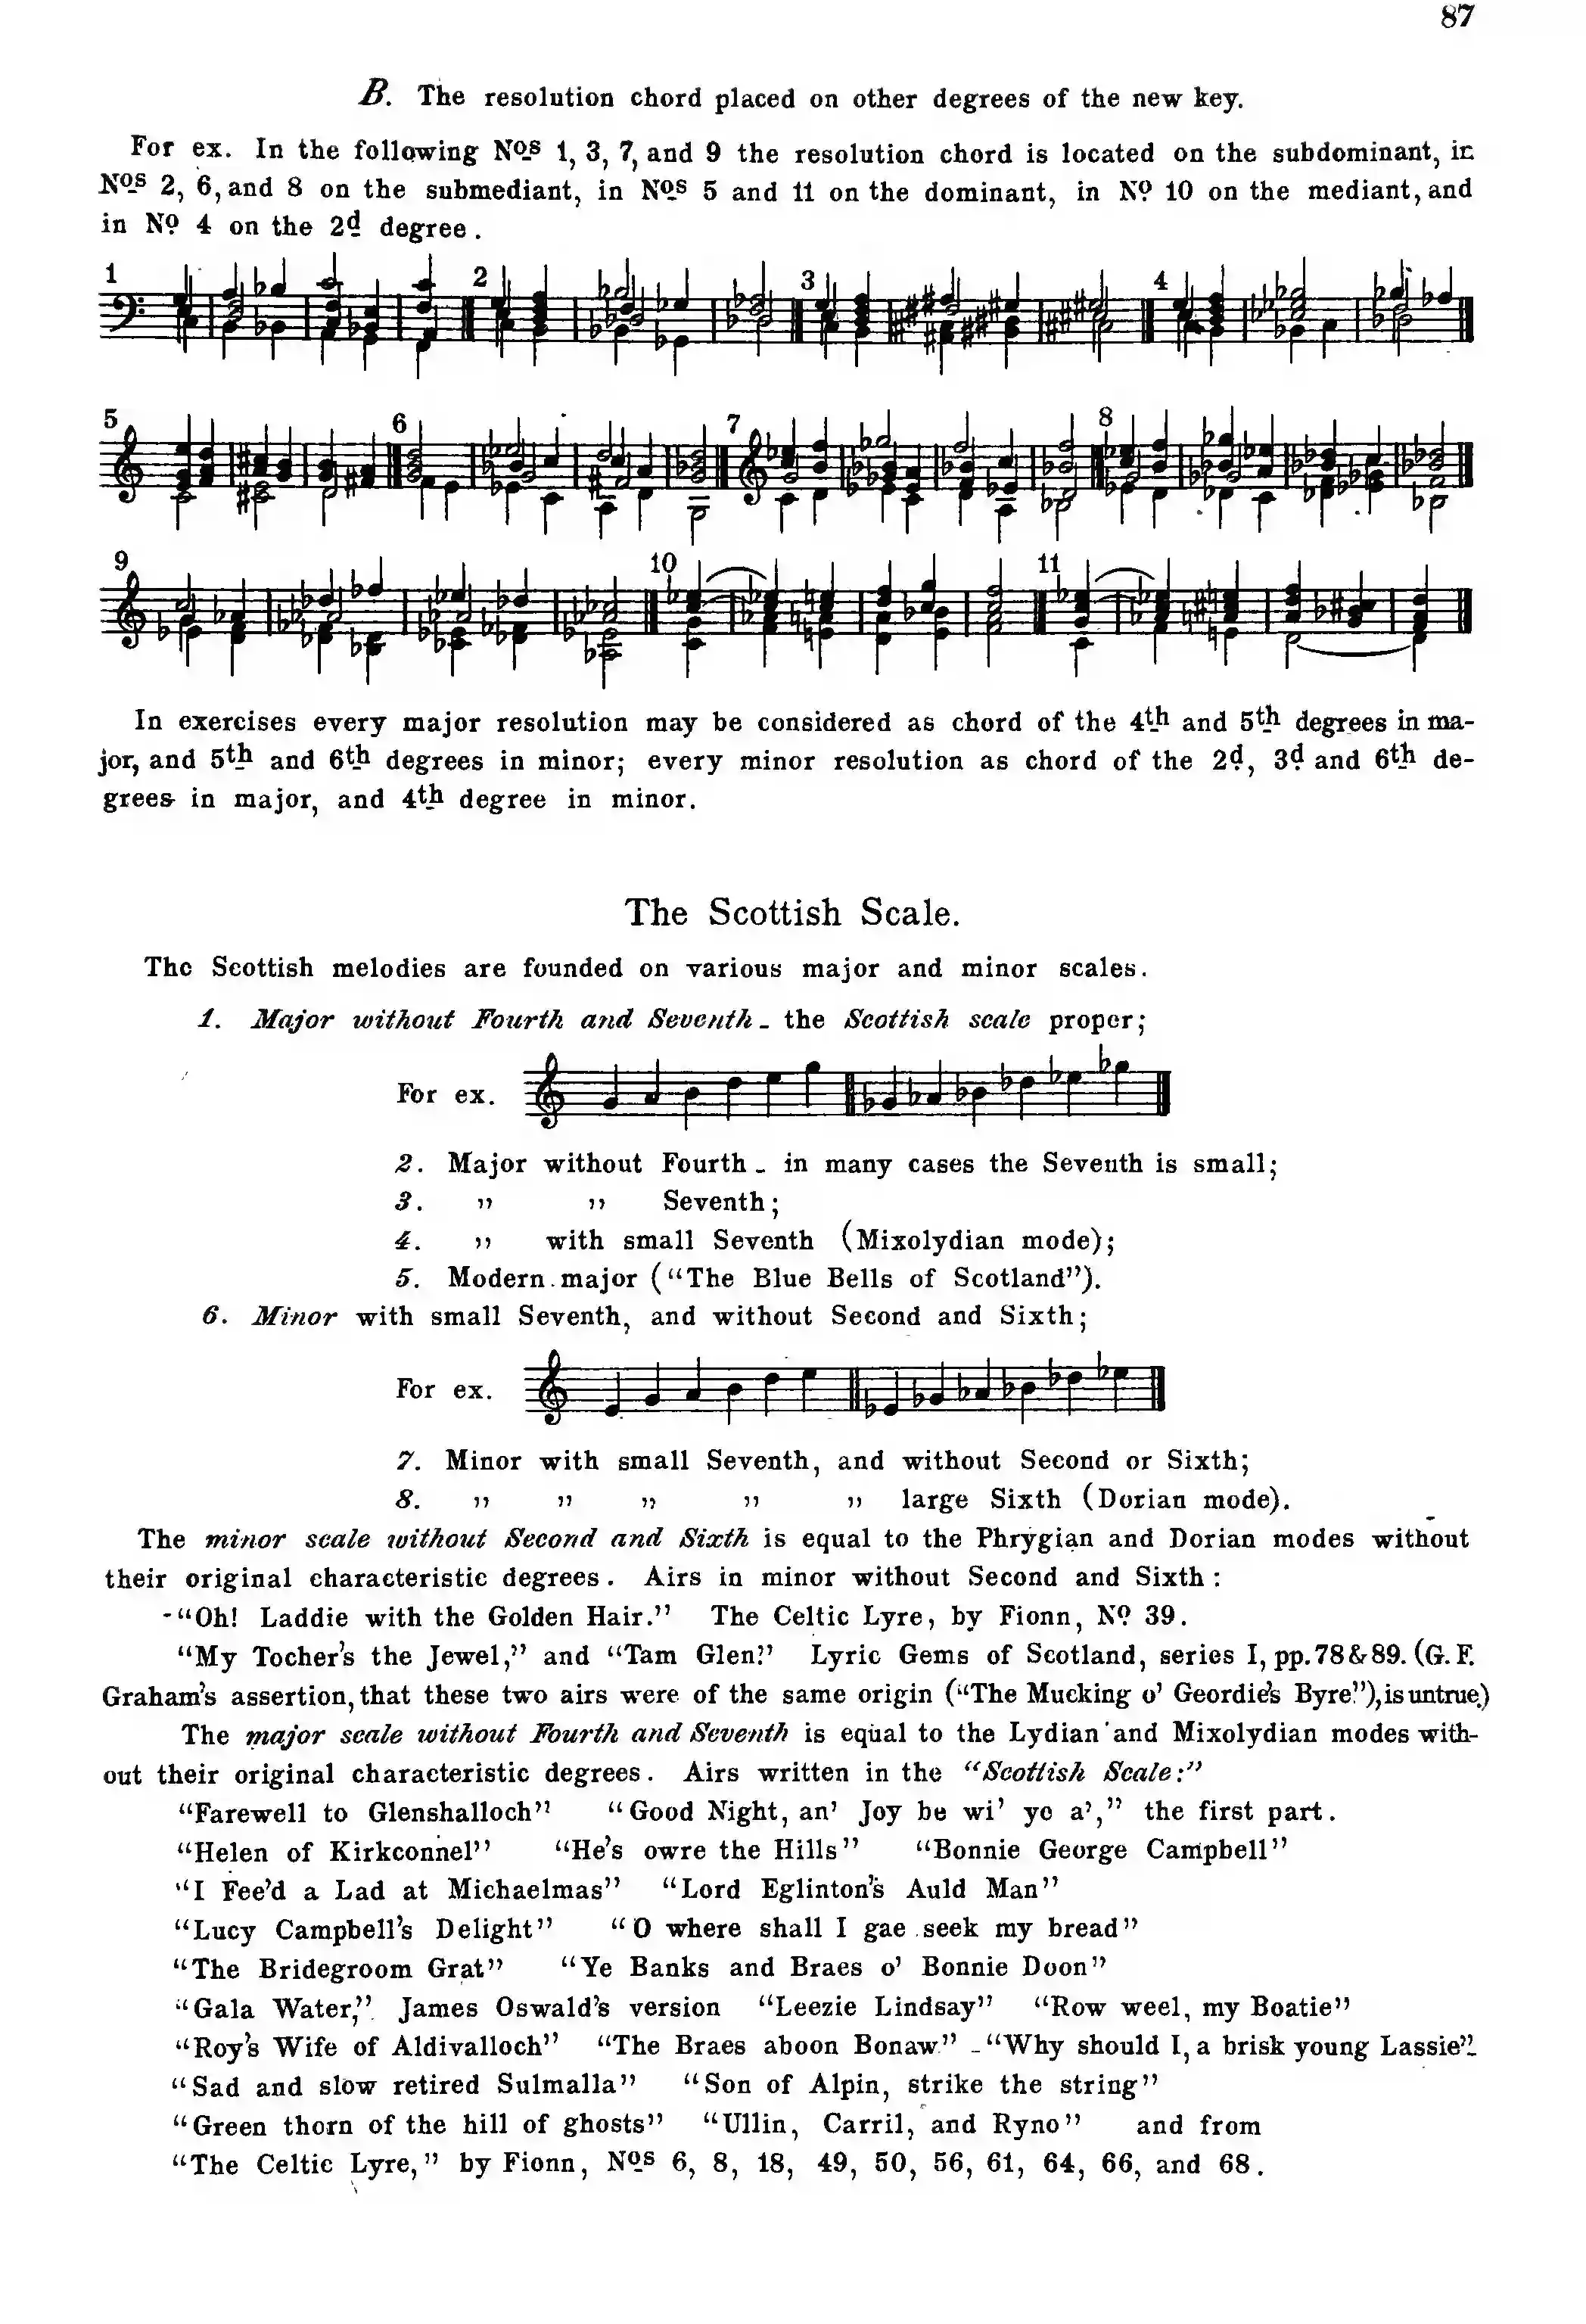 87
B. The resolution chord placed on other degrees of the new key.
For ex. In the following Nos 1, 3, 7, and 9 the resolution chord is located on the subdominant, in
Nos 2, 6, and 8 on the submediant, in Nos 5 and 11 on the dominant, in No 10 on the mediant, and
in No 4 on the 2d degree.
1 2 3 4
5 6 7 8
9 10 11
In exercises every major resolution may be considered as chord of the 4th and 5th degrees in ma-
jor, and 5th and 6th degrees in minor; every minor resolution as chord of the 2d, 3d and 6th de-
grees in major, and 4th degree in minor.
The Scottish Scale.
The Scottish melodies are founded on various major and minor scales.
1. Major without Fourth and Seventh - the Scottish scale proper;
For ex.
2. Major without Fourth - in many cases the Seventh is small;
3. " " Seventh;
4. " with small Seventh (Mixolydian mode);
5. Modern major ("The Blue Bells of Scotland").
6. Minor with small Seventh, and without Second and Sixth;
For ex.
7. Minor with small Seventh, and without Second or Sixth;
8. " " " " " large Sixth (Dorian mode).
The minor scale without Second and Sixth is equal to the Phrygian and Dorian modes without
their original characteristic degrees. Airs in minor without Second and Sixth:
"Oh! Laddie with the Golden Hair." The Celtic Lyre, by Fionn, No 39.
"My Tocher's the Jewel," and "Tam Glen." Lyric Gems of Scotland, series I, pp. 78 & 89. (G. F.
Graham's assertion, that these two airs were of the same origin ("The Mucking o' Geordie's Byre."), is untrue.)
The major scale without Fourth and Seventh is equal to the Lydian and Mixolydian modes with-
out their original characteristic degrees. Airs written in the "Scottish Scale:"
"Farewell to Glenshalloch" "Good Night, an' Joy be wi' ye a'," the first part.
"Helen of Kirkconnel" "He's owre the Hills" "Bonnie George Campbell"
"I Fee'd a Lad at Michaelmas" "Lord Eglinton's Auld Man"
"Lucy Campbell's Delight" "O where shall I gae seek my bread"
"The Bridegroom Grat" "Ye Banks and Braes o' Bonnie Doon"
"Gala Water," James Oswald's version "Leezie Lindsay" "Row weel, my Boatie"
"Roy's Wife of Aldivalloch" "The Braes aboon Bonaw" - "Why should I, a brisk young Lassie".
"Sad and slow retired Sulmalla" "Son of Alpin, strike the string"
"Green thorn of the hill of ghosts" "Ullin, Carril, and Ryno" and from
"The Celtic Lyre," by Fionn, Nos 6, 8, 18, 49, 50, 56, 61, 64, 66, and 68.